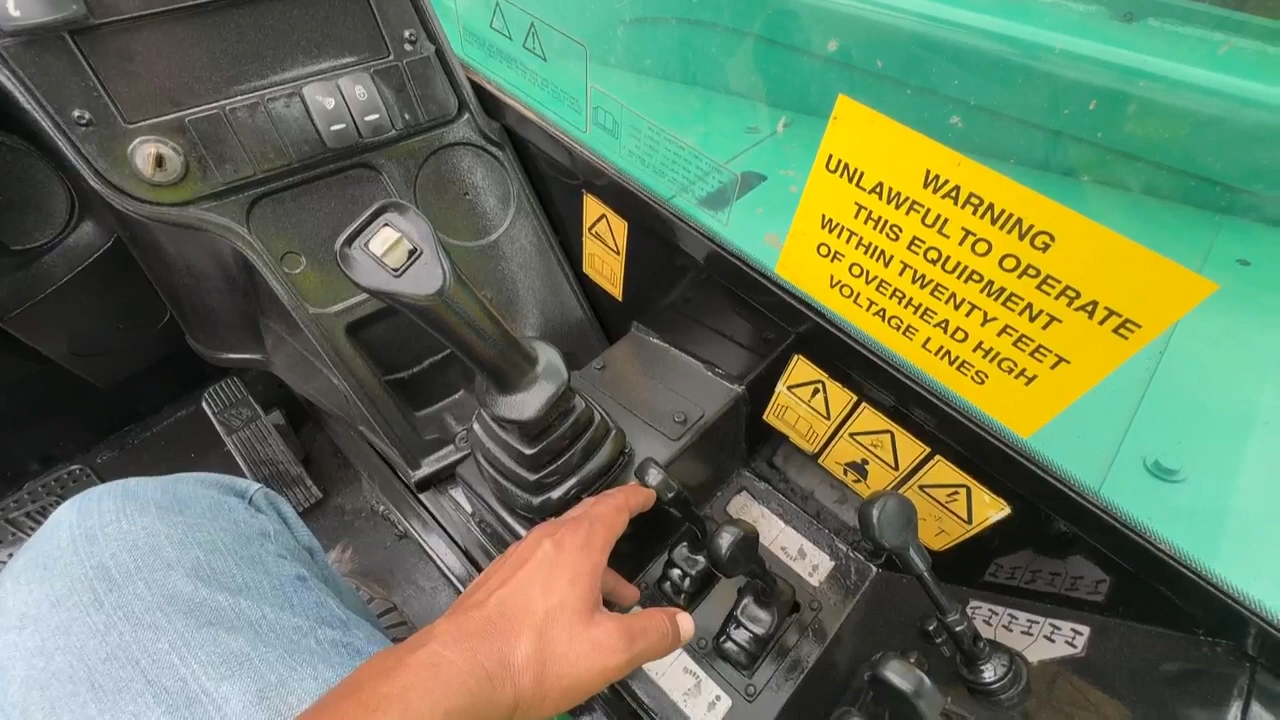 WARNING
UNLAWFUL TO OPERATE
THIS EQUIPMENT
WITHIN TWENTY FEET
OF OVERHEAD HIGH
VOLTAGE LINES